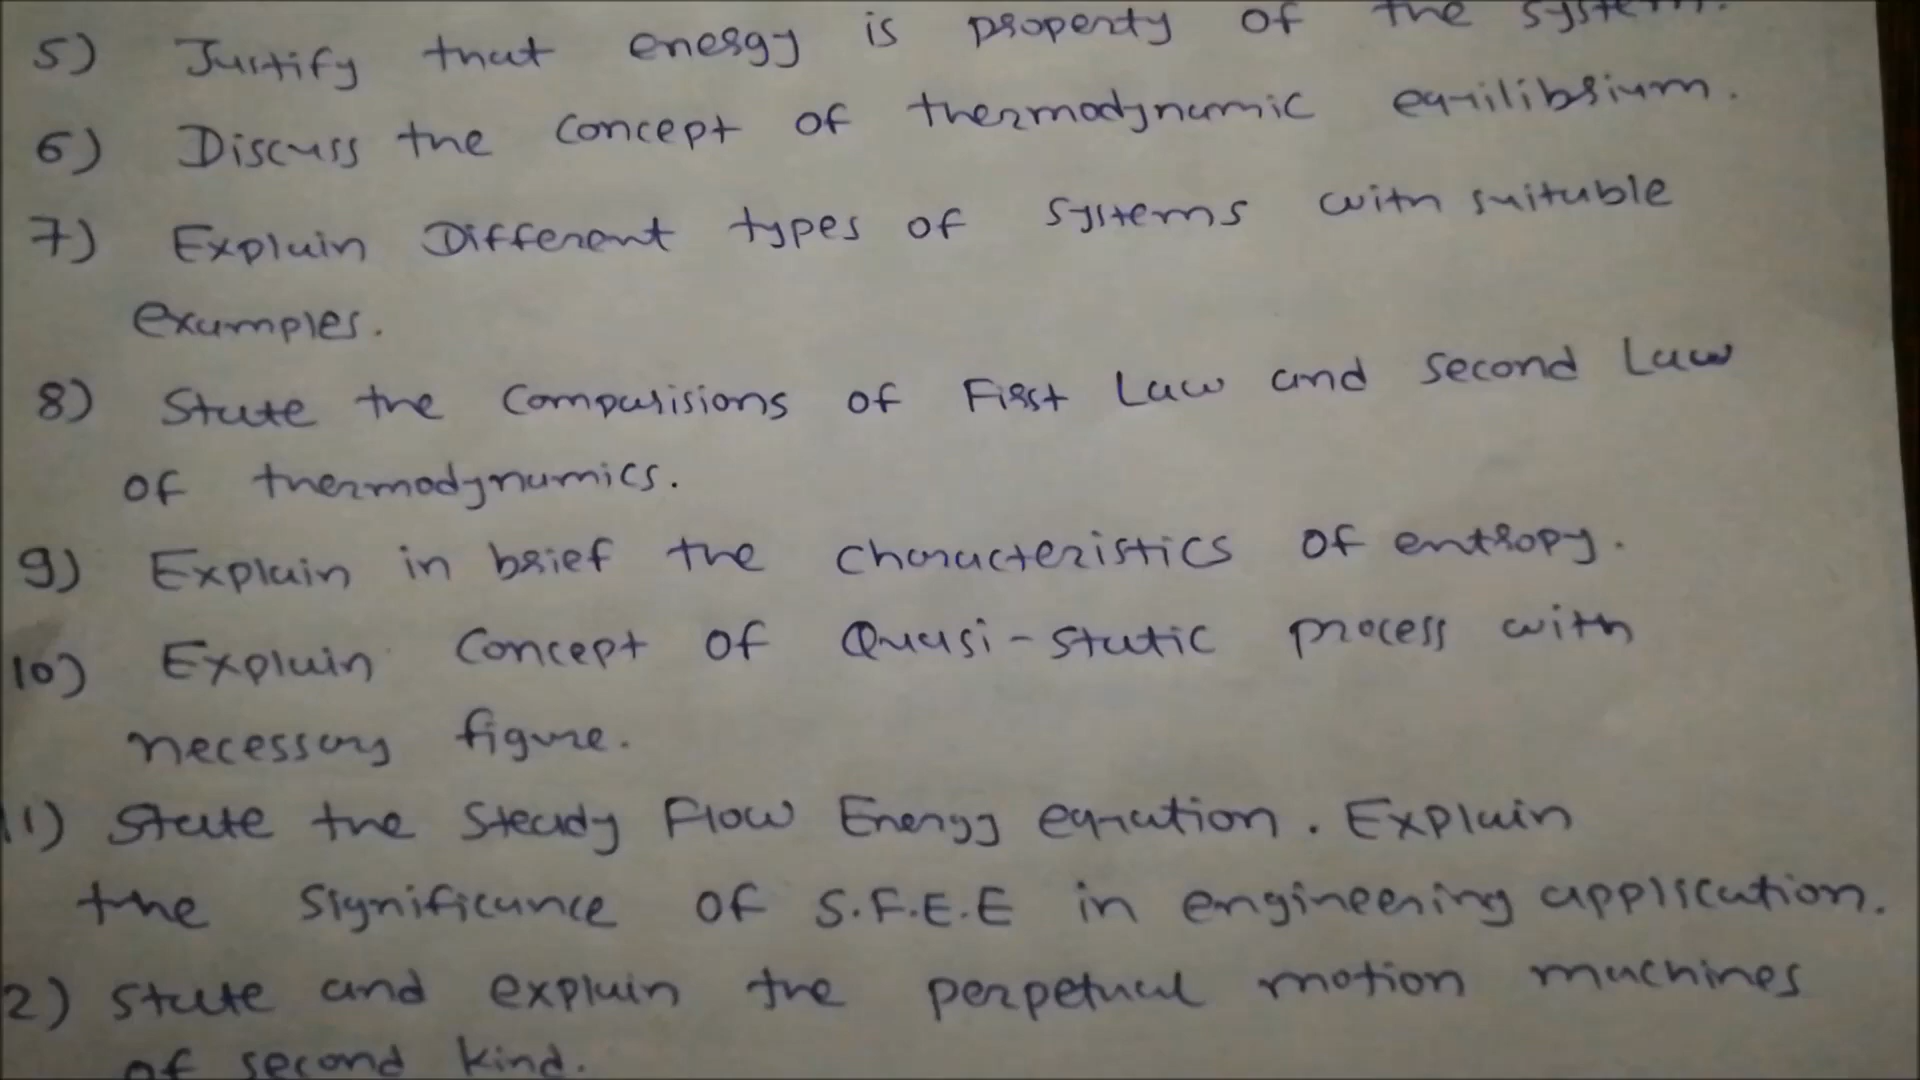 5) Justify that energy is property of the system.
6) Discuss the concept of thermodynamic equilibrium.
7) Explain Different types of systems with suitable
examples.
8) State the Comparisions of First Law and second Law
of thermodynamics.
9) Explain in brief the characteristics of entropy.
10) Explain Concept of Quasi-static process with
necessary figure.
11) State the Steady Flow Energy equation. Explain
the significance of S.F.E.E in engineering application.
2) State and explain the perpetual motion machines
of second kind.